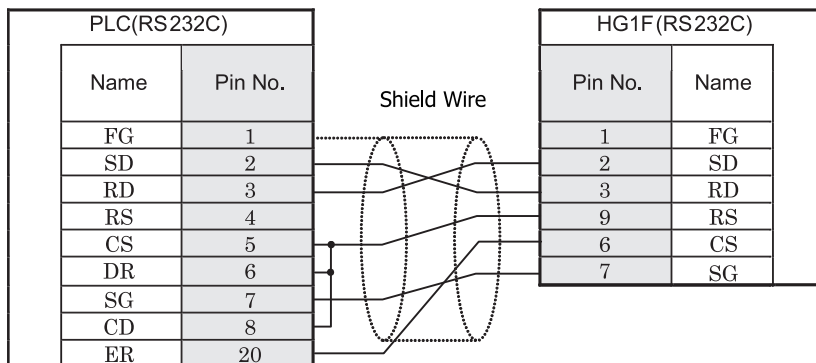 PLC(RS232C)
Name Pin No.
FG 1
SD 2
RD 3
RS 4
CS 5
DR 6
SG 7
CD 8
ER 20
Shield Wire
HG1F(RS232C)
Pin No. Name
1 FG
2 SD
3 RD
9 RS
6 CS
7 SG